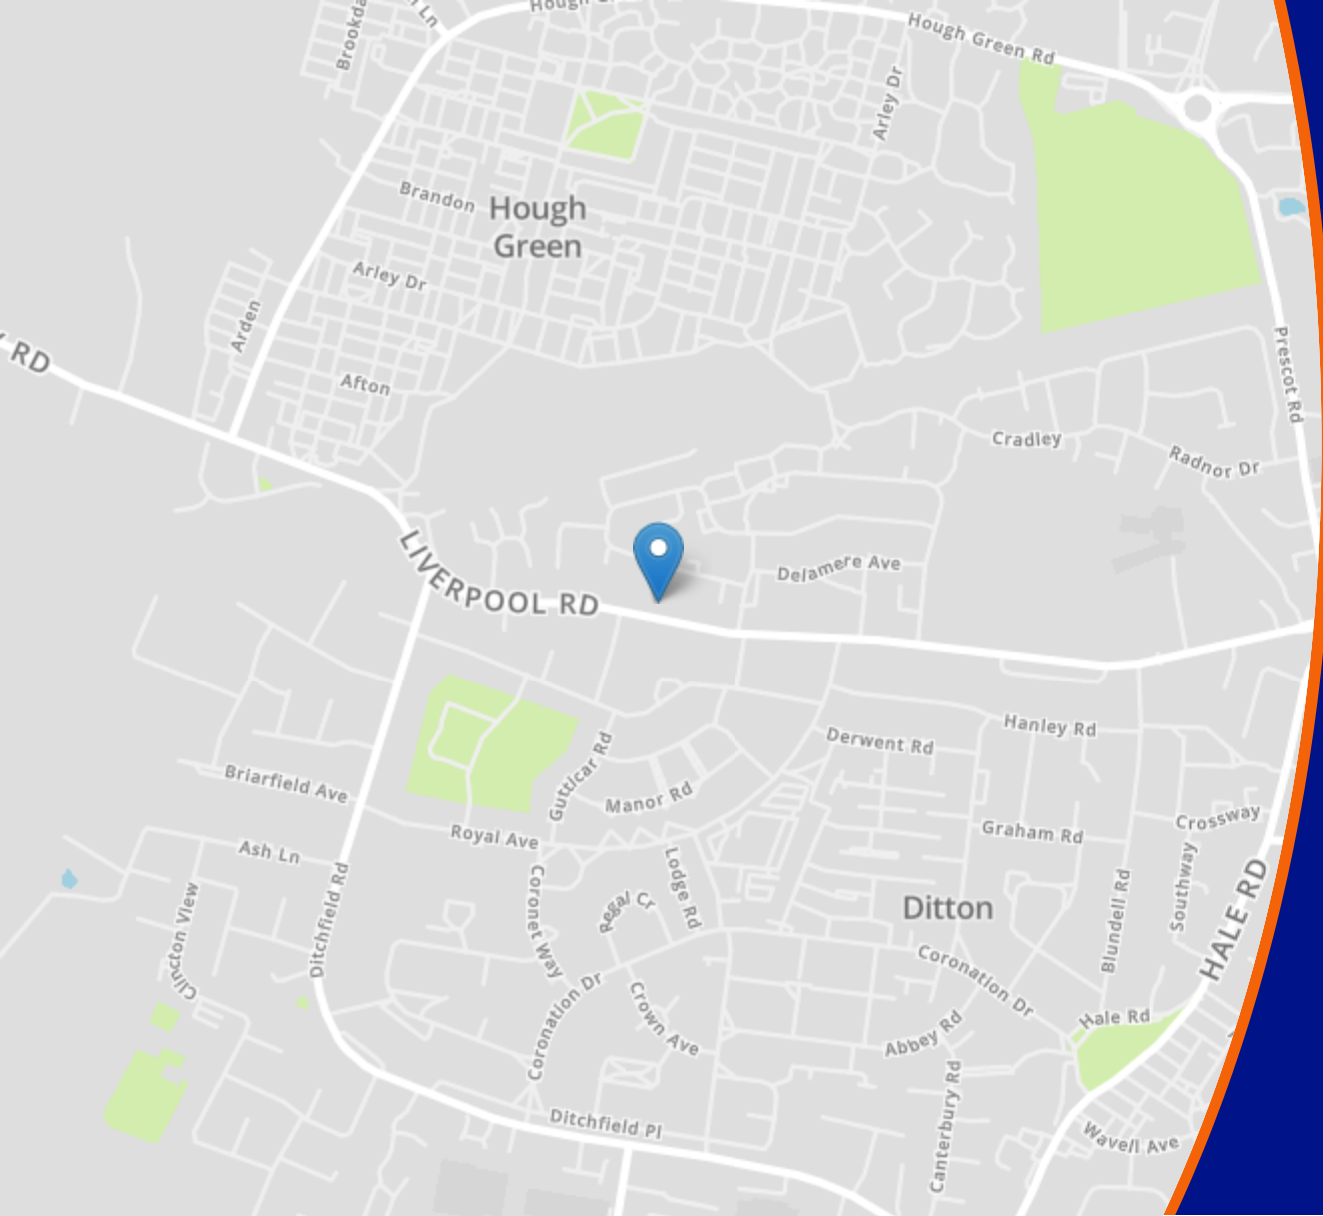 Hough Green Rd
Brookda
Arley Dr
Brandon
Hough
Green
Arley Dr
Arden
RD
Afton
Prescot Rd
Cradley
Radnor Dr
LIVERPOOL RD
Delamere Ave
Hanley Rd
Derwent Rd
Gutticar Rd
Briarfield Ave
Manor Rd
Crossway
Royal Ave
Graham Rd
Ash Ln
Ditchfield Rd
Coronet Way
Lodge Rd
Regal Cr
Clincton View
Ditton
Blundell Rd
Southway
HALE RD
Coronation Dr
Coronation Dr
Crown Ave
Hale Rd
Abbey Rd
Canterbury Rd
Ditchfield Pl
Wavell Ave